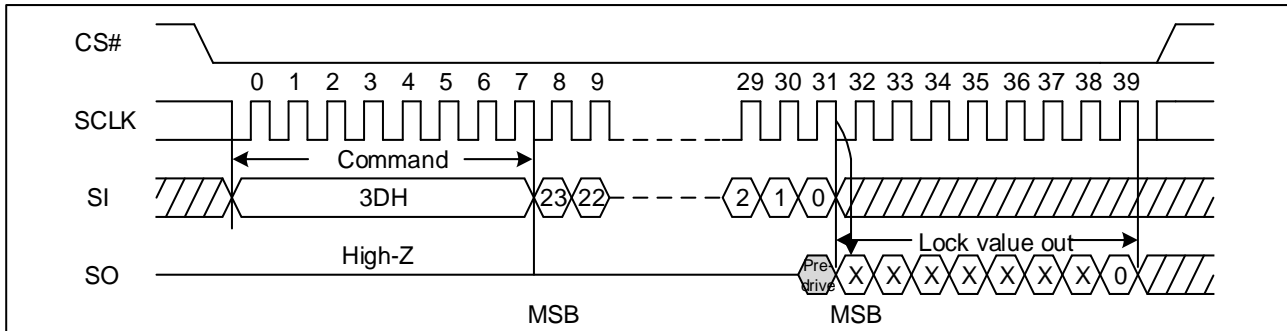 CS#
0 1 2 3 4 5 6 7 8 9 29 30 31 32 33 34 35 36 37 38 39
SCLK
Command
SI 3DH 23 22 2 1 0
High-Z
Lock value out
SO Pre-drive X X X X X X X 0
MSB MSB